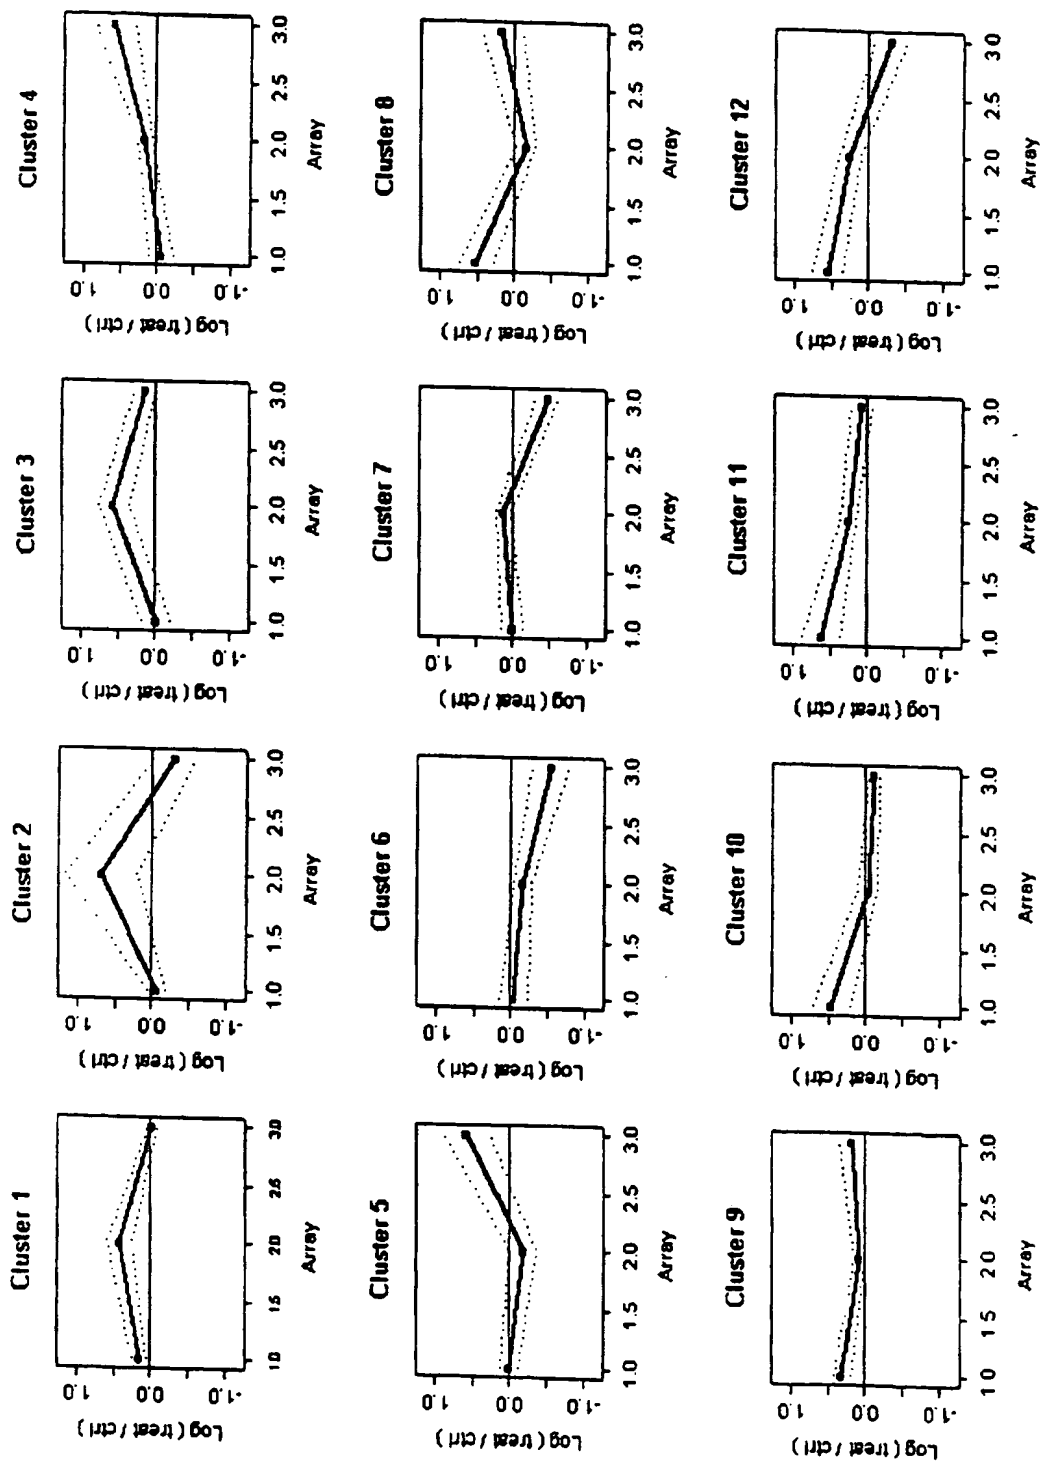 Cluster 1
Log ( treat / ctrl )
1.0
0.0
-1.0
1.0 1.5 2.0 2.5 3.0
Array
Cluster 2
Log ( treat / ctrl )
1.0
0.0
-1.0
1.0 1.5 2.0 2.5 3.0
Array
Cluster 3
Log ( treat / ctrl )
1.0
0.0
-1.0
1.0 1.5 2.0 2.5 3.0
Array
Cluster 4
Log ( treat / ctrl )
1.0
0.0
-1.0
1.0 1.5 2.0 2.5 3.0
Array
Cluster 5
Log ( treat / ctrl )
1.0
0.0
-1.0
1.0 1.5 2.0 2.5 3.0
Array
Cluster 6
Log ( treat / ctrl )
1.0
0.0
-1.0
1.0 1.5 2.0 2.5 3.0
Array
Cluster 7
Log ( treat / ctrl )
1.0
0.0
-1.0
1.0 1.5 2.0 2.5 3.0
Array
Cluster 8
Log ( treat / ctrl )
1.0
0.0
-1.0
1.0 1.5 2.0 2.5 3.0
Array
Cluster 9
Log ( treat / ctrl )
1.0
0.0
-1.0
1.0 1.5 2.0 2.5 3.0
Array
Cluster 10
Log ( treat / ctrl )
1.0
0.0
-1.0
1.0 1.5 2.0 2.5 3.0
Array
Cluster 11
Log ( treat / ctrl )
1.0
0.0
-1.0
1.0 1.5 2.0 2.5 3.0
Array
Cluster 12
Log ( treat / ctrl )
1.0
0.0
-1.0
1.0 1.5 2.0 2.5 3.0
Array